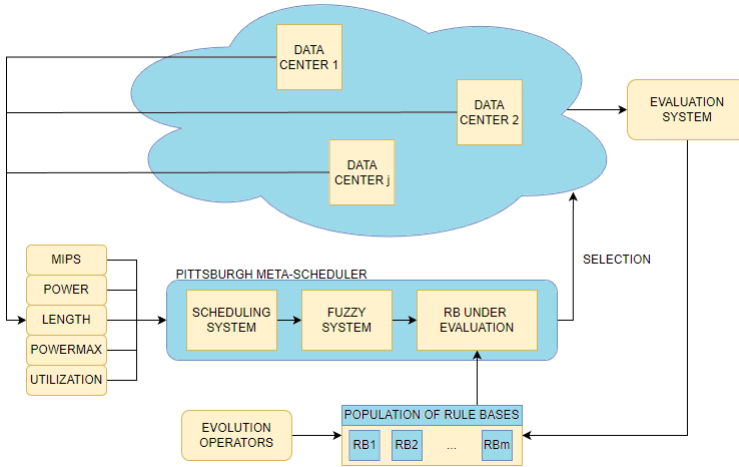 DATA
CENTER 1
DATA
CENTER 2
EVALUATION
SYSTEM
DATA
CENTER j
MIPS
POWER
LENGTH
POWERMAX
UTILIZATION
PITTSBURGH META-SCHEDULER
SELECTION
SCHEDULING
SYSTEM
FUZZY
SYSTEM
RB UNDER
EVALUATION
EVOLUTION
OPERATORS
POPULATION OF RULE BASES
RB1 RB2 ... RBm